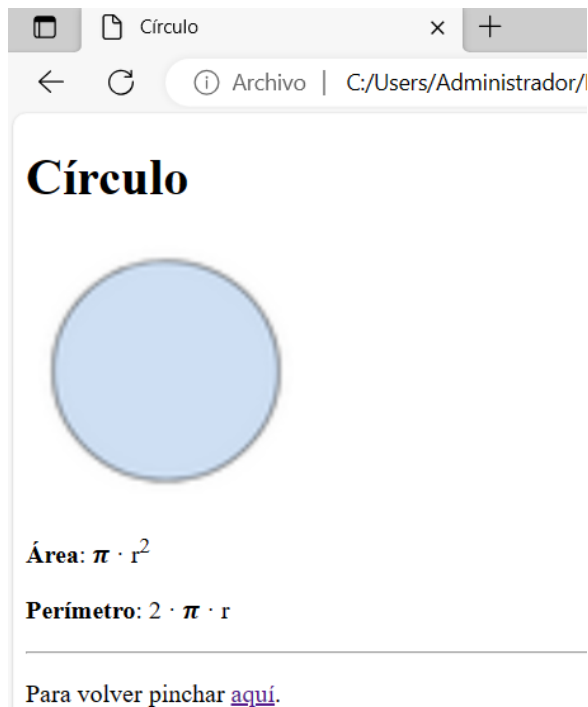 Círculo
Archivo | C:/Users/Administrador/
Círculo
Área: 𝝅 · r²
Perímetro: 2 · 𝝅 · r
Para volver pinchar aquí.